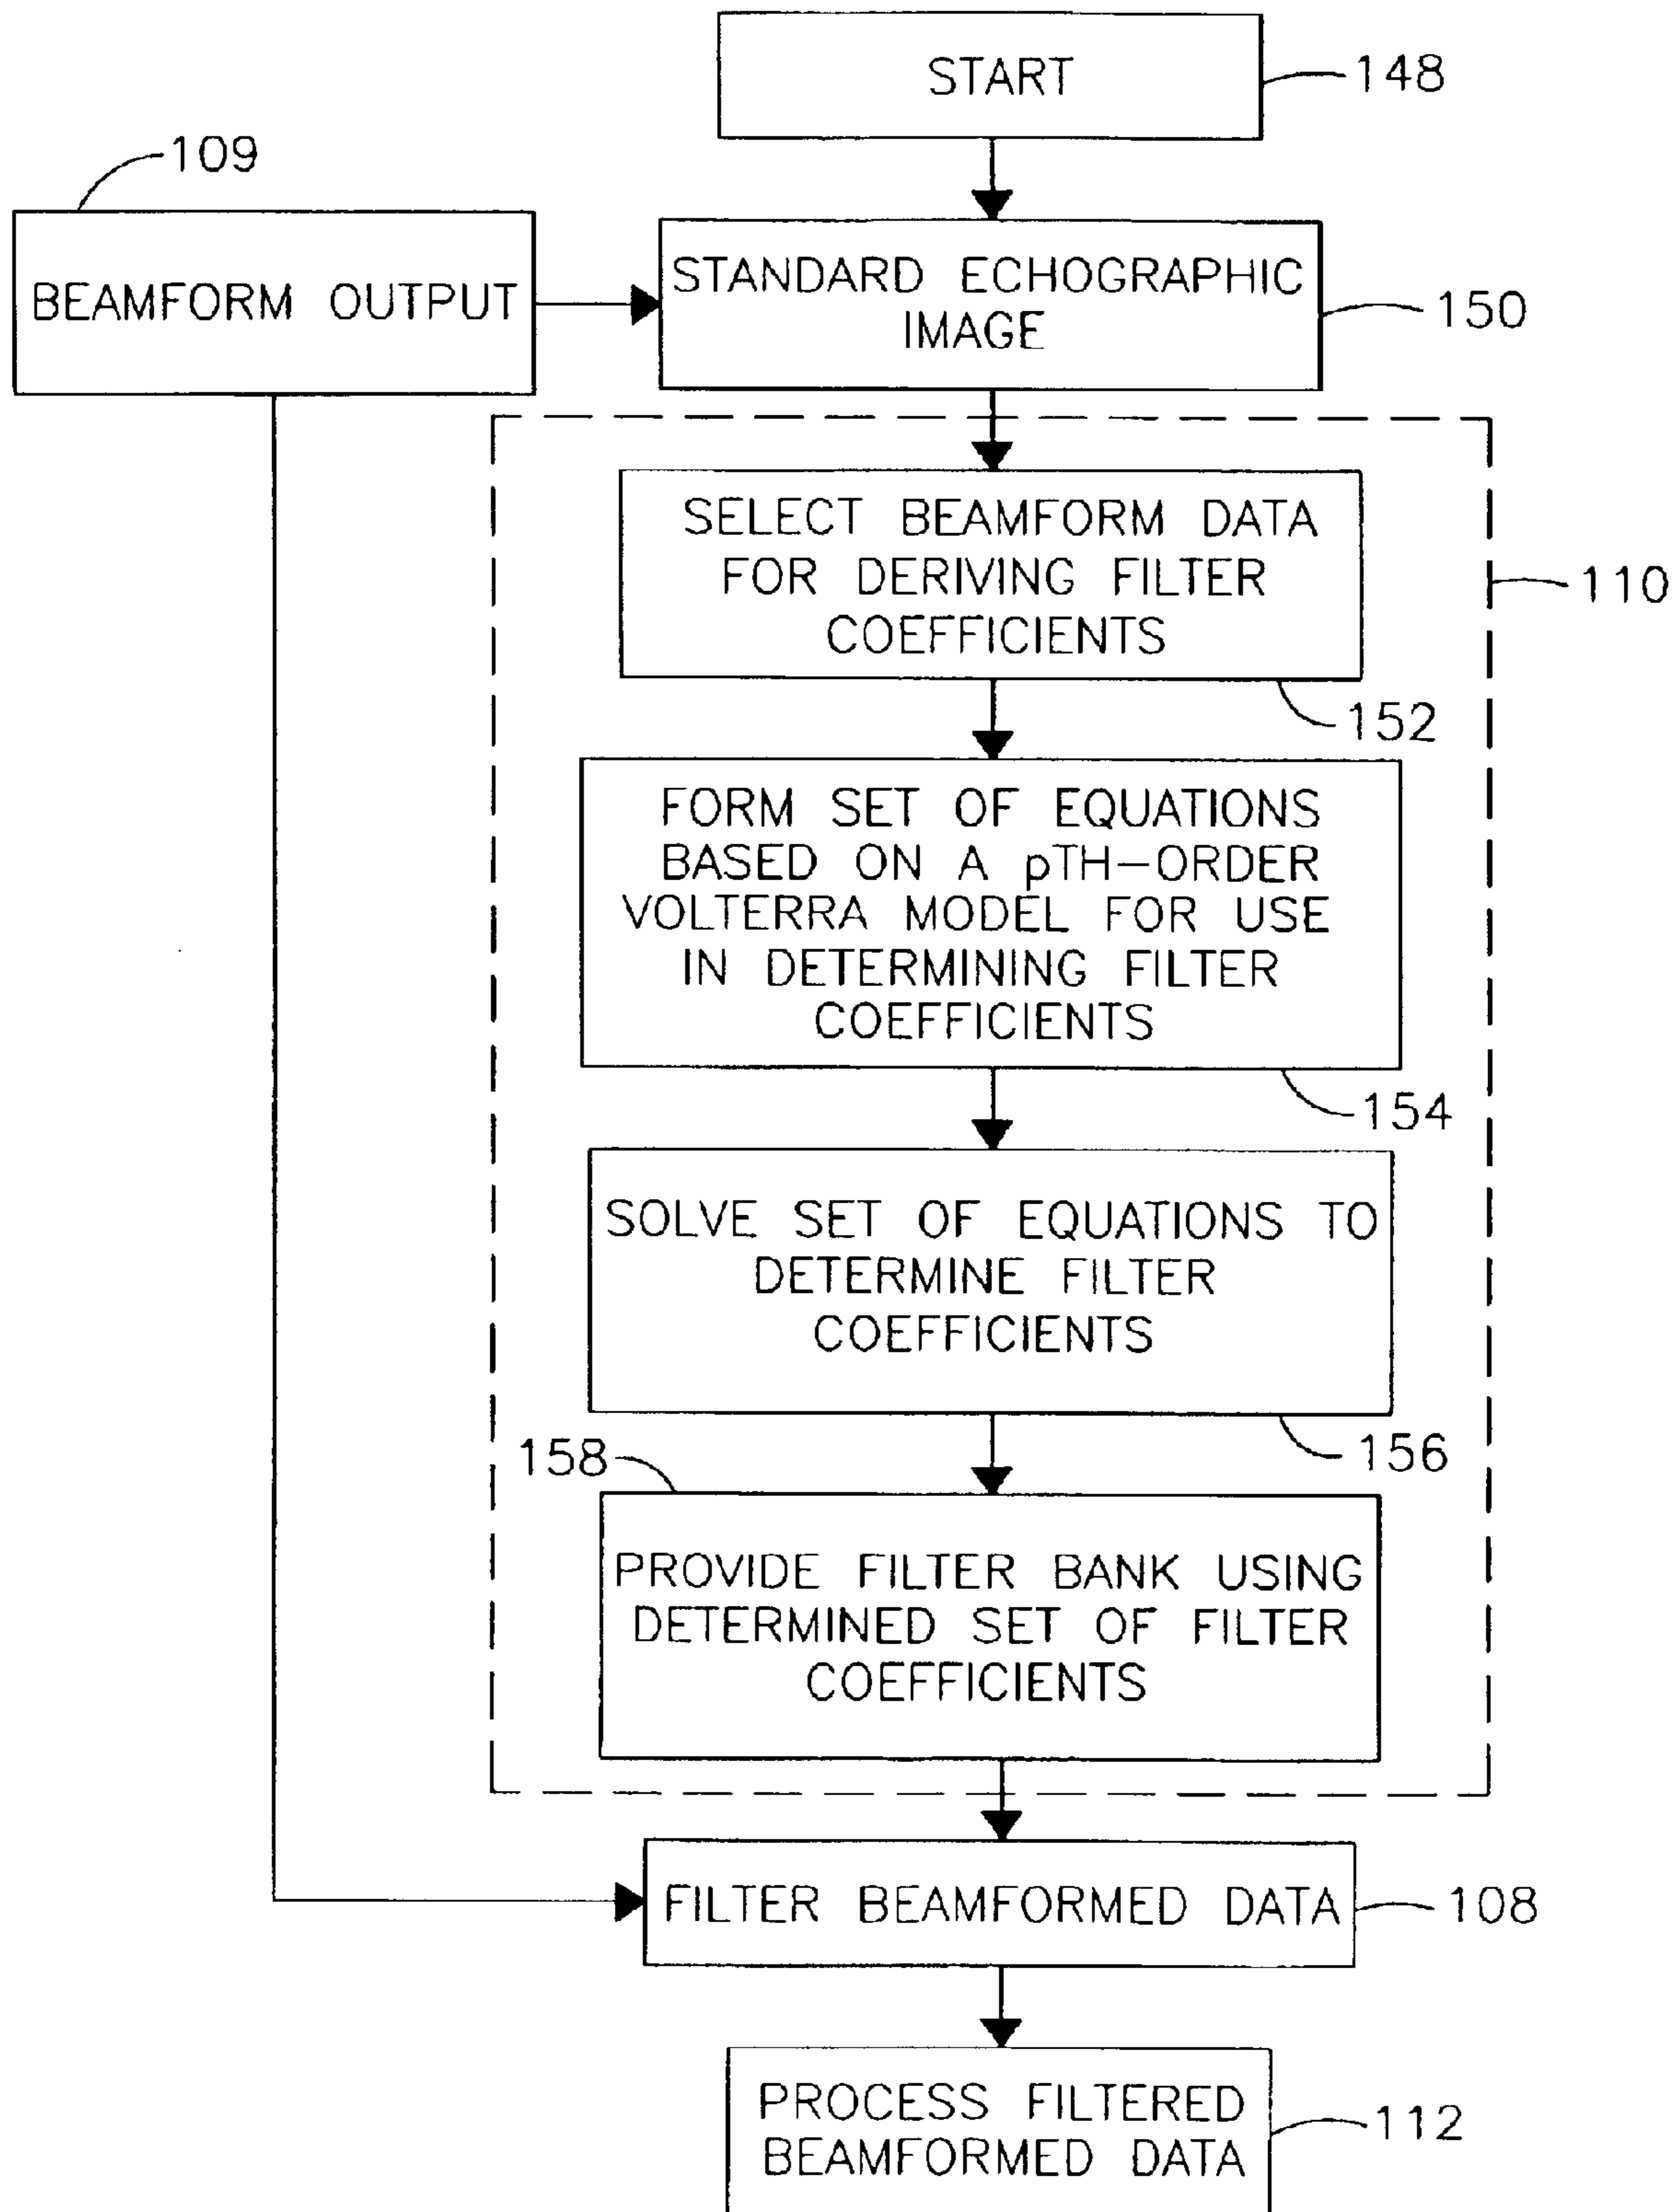 START
148
109
BEAMFORM OUTPUT
STANDARD ECHOGRAPHIC
IMAGE
150
110
SELECT BEAMFORM DATA
FOR DERIVING FILTER
COEFFICIENTS
152
FORM SET OF EQUATIONS
BASED ON A pTH-ORDER
VOLTERRA MODEL FOR USE
IN DETERMINING FILTER
COEFFICIENTS
154
SOLVE SET OF EQUATIONS TO
DETERMINE FILTER
COEFFICIENTS
156
158
PROVIDE FILTER BANK USING
DETERMINED SET OF FILTER
COEFFICIENTS
FILTER BEAMFORMED DATA
108
PROCESS FILTERED
BEAMFORMED DATA
112